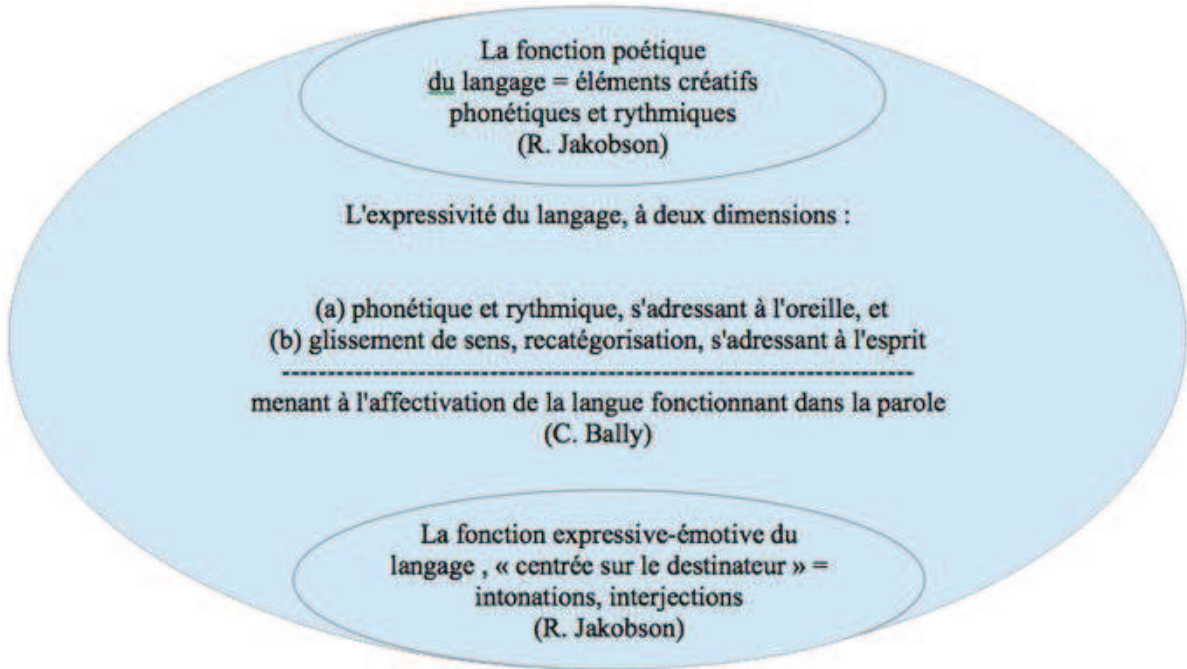 La fonction poétique
du langage = éléments créatifs
phonétiques et rythmiques
(R. Jakobson)
L'expressivité du langage, à deux dimensions :
(a) phonétique et rythmique, s'adressant à l'oreille, et
(b) glissement de sens, recatégorisation, s'adressant à l'esprit
----------------------------------------------------------------------
menant à l'affectivation de la langue fonctionnant dans la parole
(C. Bally)
La fonction expressive-émotive du
langage , « centrée sur le destinateur » =
intonations, interjections
(R. Jakobson)